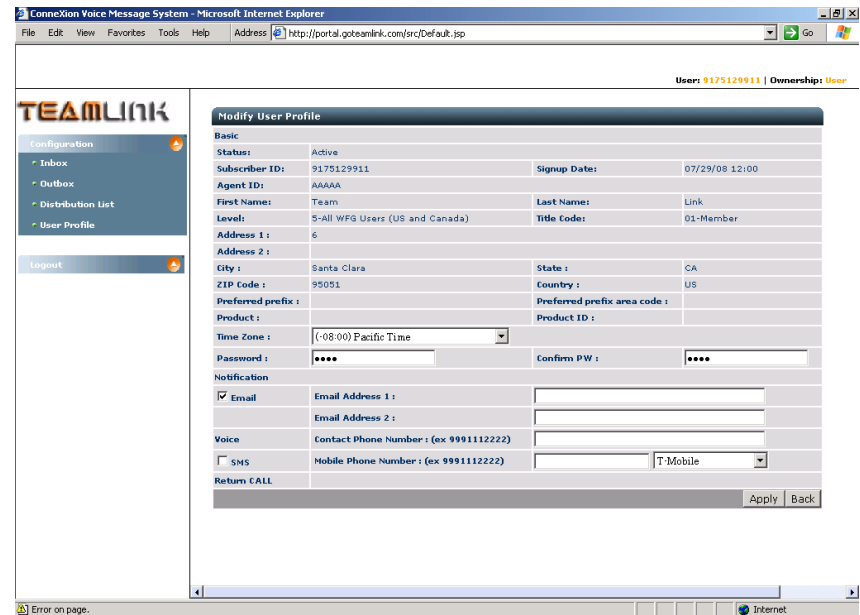 ConneXion Voice Message System - Microsoft Internet Explorer
File Edit View Favorites Tools Help Address http://portal.goteamlink.com/src/Default.jsp Go
User: 9175129911 | Ownership: User
TEAMLINK
Configuration
Inbox
Outbox
Distribution List
User Profile
Logout
Modify User Profile
Basic
Status: Active
Subscriber ID: 9175129911 Signup Date: 07/29/08 12:00
Agent ID: AAAAA
First Name: Team Last Name: Link
Level: 5-All WFG Users (US and Canada) Title Code: 01-Member
Address 1 : 6
Address 2 :
City : Santa Clara State : CA
ZIP Code : 95051 Country : US
Preferred prefix : Preferred prefix area code :
Product : Product ID :
Time Zone : (-08:00) Pacific Time
Password : •••• Confirm PW : ••••
Notification
Email Email Address 1 :
Email Address 2 :
Voice Contact Phone Number : (ex 9991112222)
SMS Mobile Phone Number : (ex 9991112222) T-Mobile
Return CALL
Apply Back
Error on page. Internet